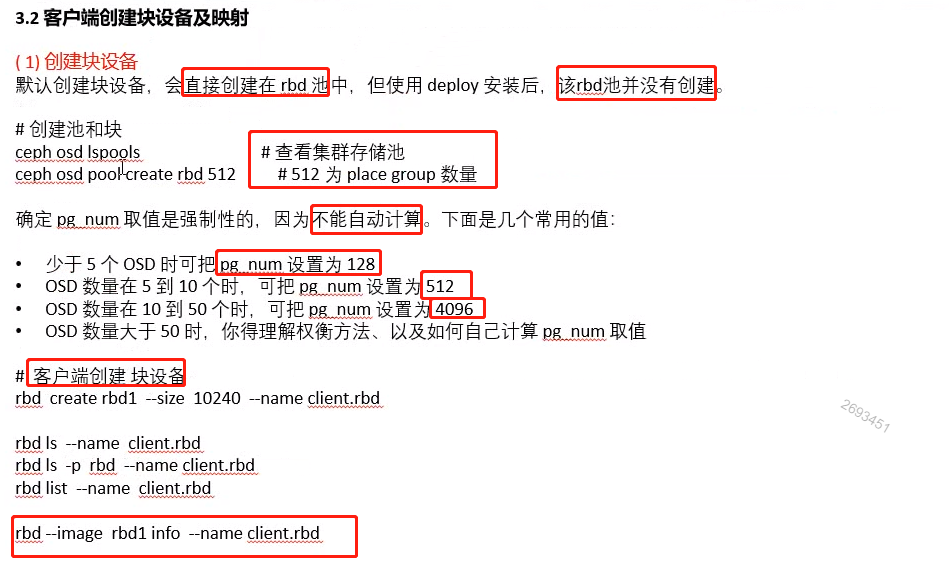 3.2 客户端创建块设备及映射
( 1) 创建块设备
默认创建块设备，会直接创建在 rbd 池中，但使用 deploy 安装后，该rbd池并没有创建。
# 创建池和块
ceph osd lspools # 查看集群存储池
ceph osd pool create rbd 512 # 512 为 place group 数量
确定 pg_num 取值是强制性的，因为不能自动计算。下面是几个常用的值：
• 少于 5 个 OSD 时可把 pg_num 设置为 128
• OSD 数量在 5 到 10 个时，可把 pg_num 设置为 512
• OSD 数量在 10 到 50 个时，可把 pg_num 设置为 4096
• OSD 数量大于 50 时，你得理解权衡方法、以及如何自己计算 pg_num 取值
# 客户端创建 块设备
rbd create rbd1 --size 10240 --name client.rbd
rbd ls --name client.rbd
rbd ls -p rbd --name client.rbd
rbd list --name client.rbd
rbd --image rbd1 info --name client.rbd
2693451